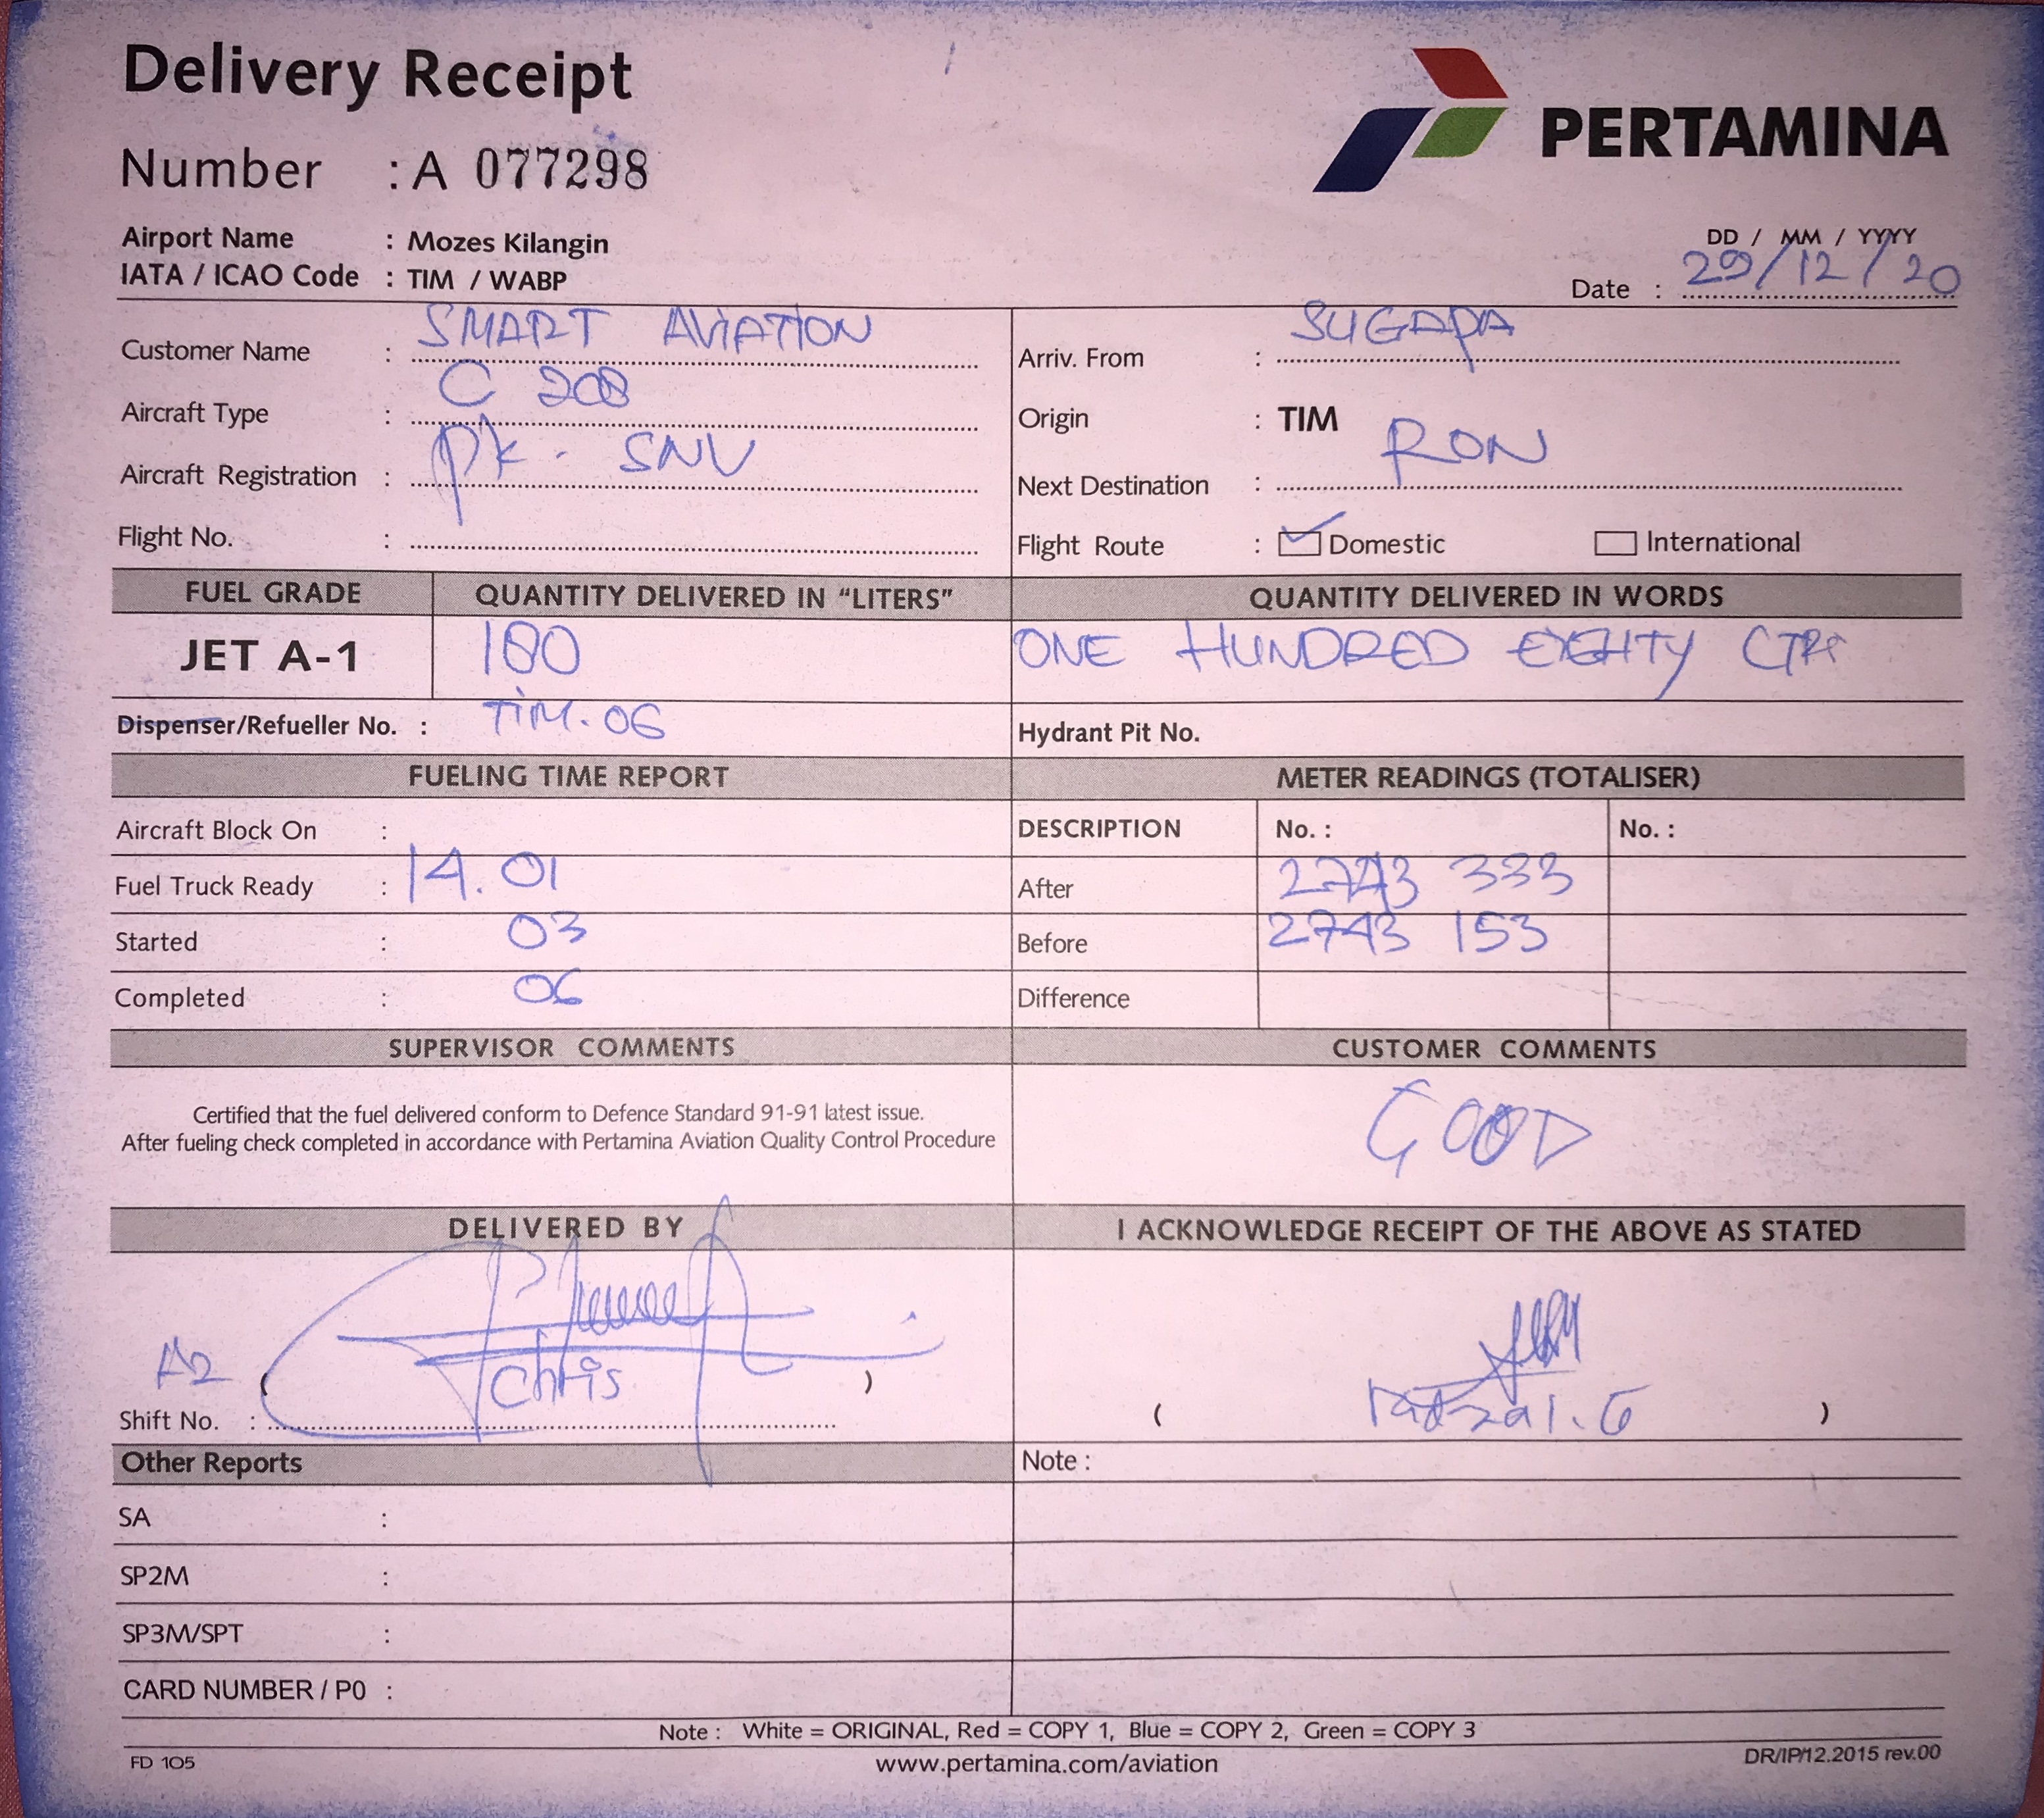 Delivery Receipt
PERTAMINA
Number : A 077298
Airport Name : Mozes Kilangin
IATA / ICAO Code : TIM / WABP
DD / MM / YYYY
Date : 29/12/20
Customer Name : SMART AVIATION
Aircraft Type : C 208
Aircraft Registration : PK - SNV
Flight No. :
Arriv. From : SUGAPA
Origin : TIM
Next Destination : RON
Flight Route : Domestic International
FUEL GRADE QUANTITY DELIVERED IN “LITERS” QUANTITY DELIVERED IN WORDS
JET A-1 180 ONE HUNDRED EIGHTY
Dispenser/Refueller No. : TIM.06 Hydrant Pit No.
FUELING TIME REPORT METER READINGS (TOTALISER)
Aircraft Block On : DESCRIPTION No. : No. :
Fuel Truck Ready : 14.01 After 2743 333
Started : 03 Before 2743 153
Completed : 06 Difference
SUPERVISOR COMMENTS CUSTOMER COMMENTS
Certified that the fuel delivered conform to Defence Standard 91-91 latest issue.
After fueling check completed in accordance with Pertamina Aviation Quality Control Procedure
GOOD
DELIVERED BY I ACKNOWLEDGE RECEIPT OF THE ABOVE AS STATED
A2 ( Chris )
Shift No. :
( )
Other Reports Note :
SA :
SP2M :
SP3M/SPT :
CARD NUMBER / P0 :
Note : White = ORIGINAL, Red = COPY 1, Blue = COPY 2, Green = COPY 3
FD 105 www.pertamina.com/aviation DR/IP/12.2015 rev.00